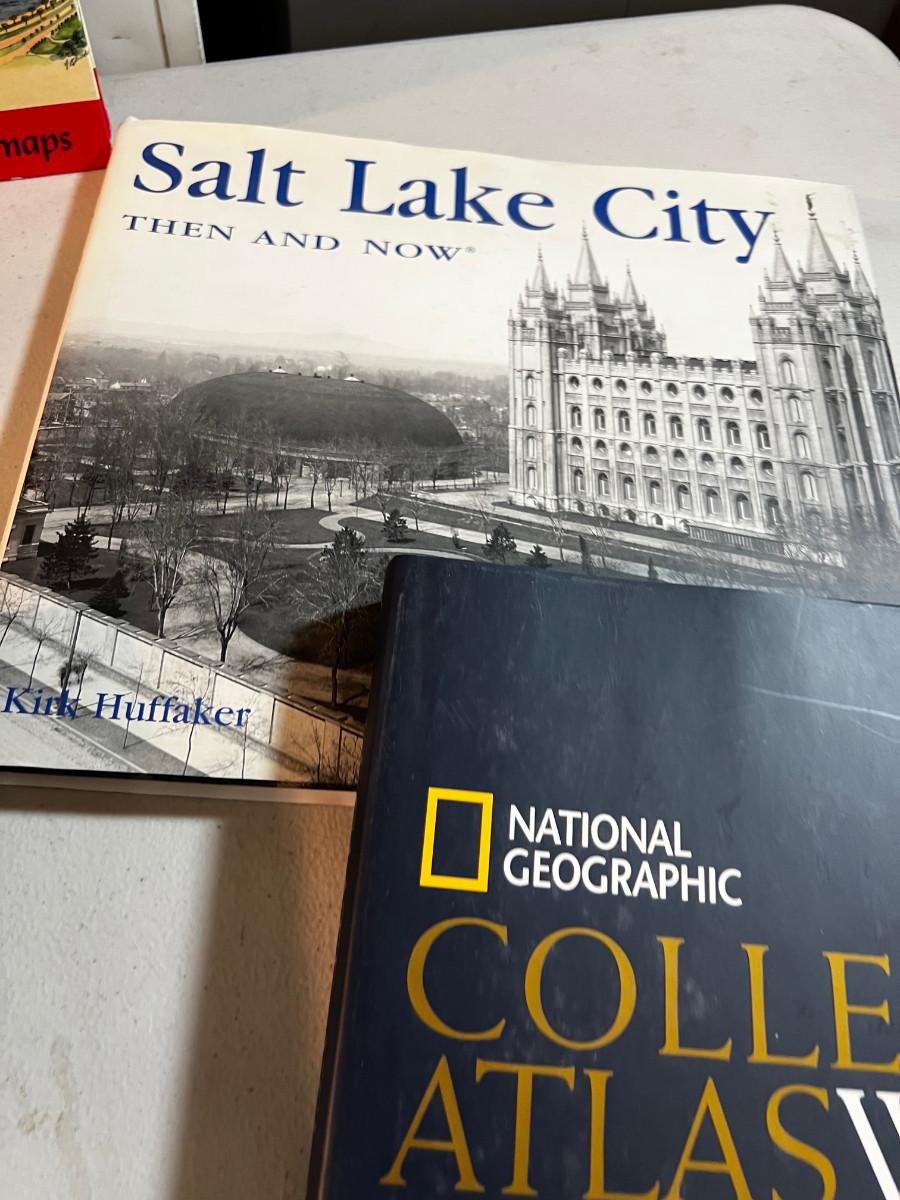 maps
Salt Lake City
THEN AND NOW®
Kirk Huffaker
NATIONAL
GEOGRAPHIC
COLLE
ATLAS